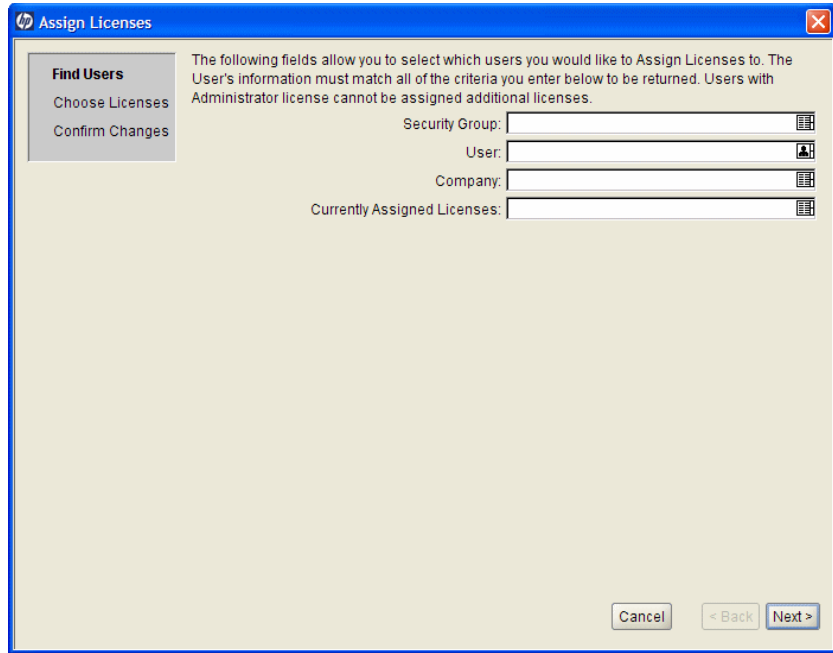 hp Assign Licenses
Find Users
Choose Licenses
Confirm Changes
The following fields allow you to select which users you would like to Assign Licenses to. The
User's information must match all of the criteria you enter below to be returned. Users with
Administrator license cannot be assigned additional licenses.
Security Group:
User:
Company:
Currently Assigned Licenses:
Cancel < Back Next >